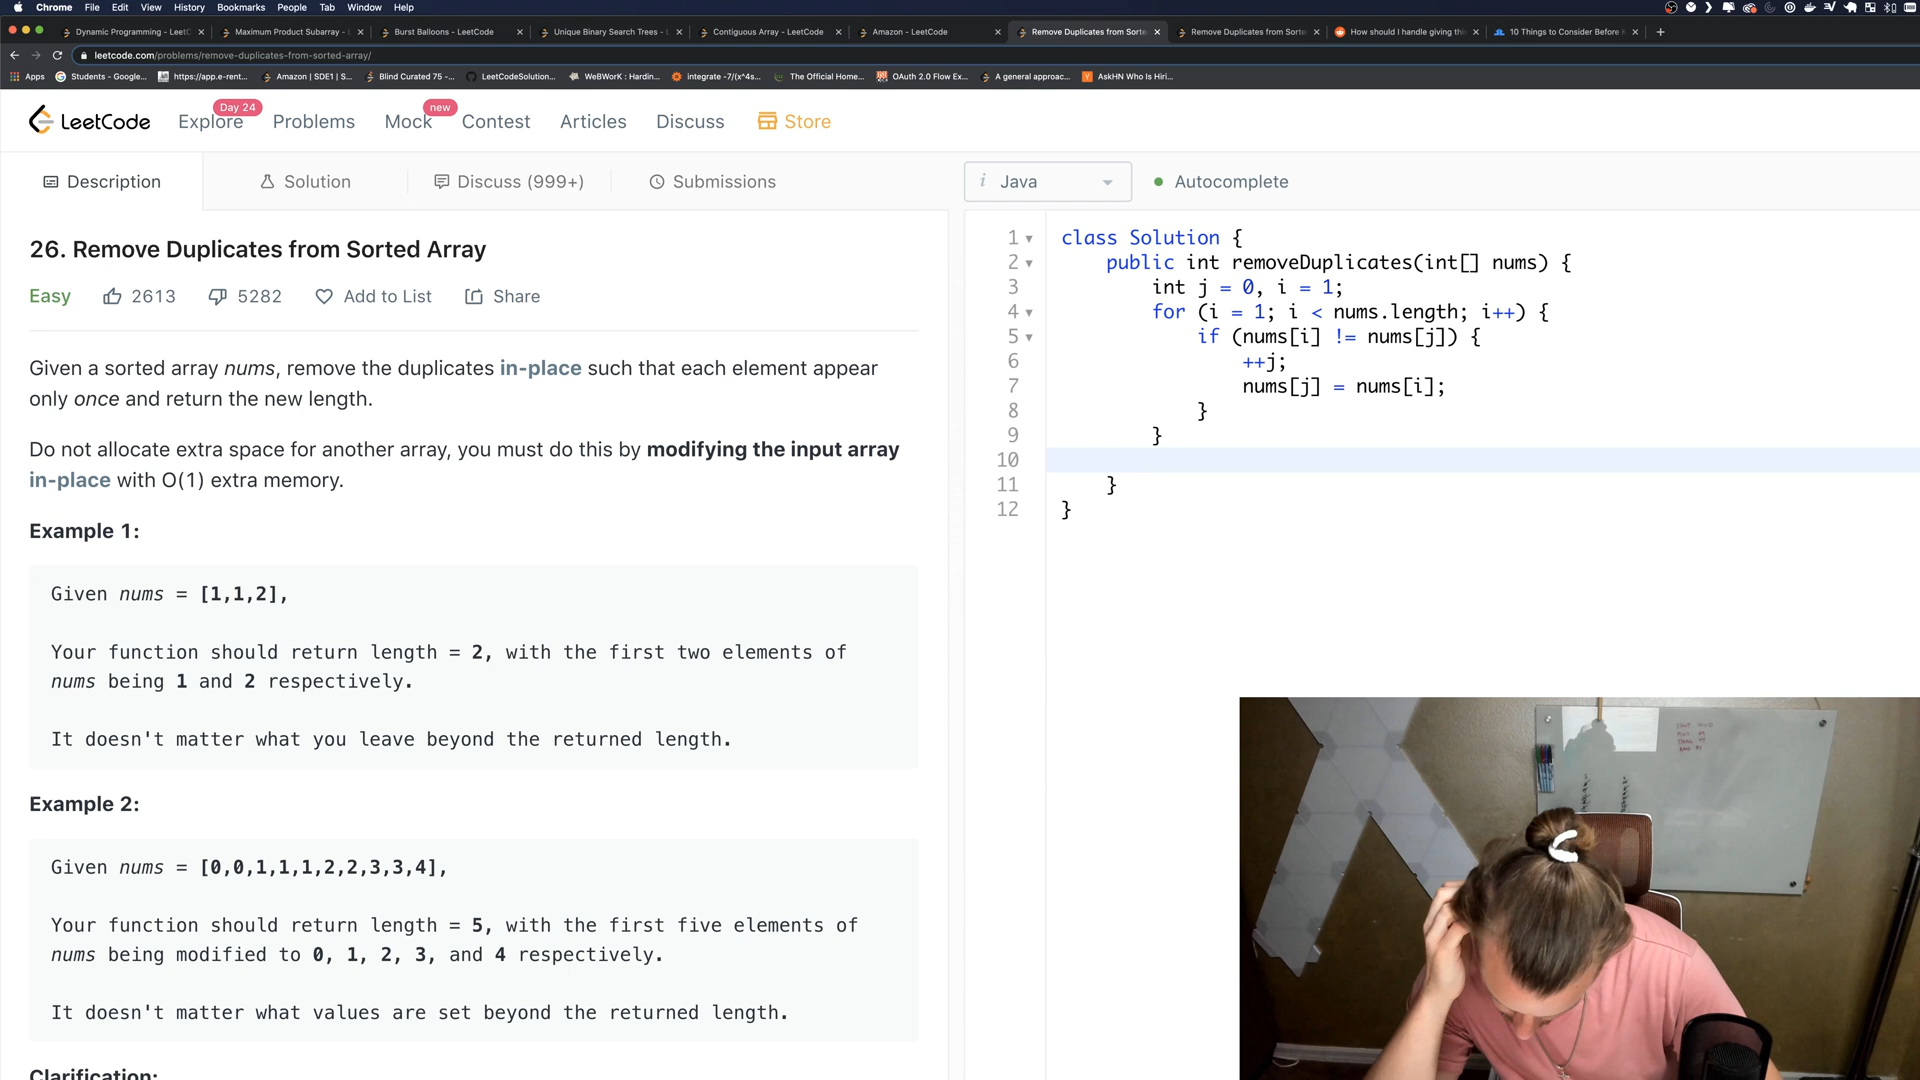 Chrome File Edit View History Bookmarks People Tab Window Help
Dynamic Programming - LeetC
Maximum Product Subarray -
Burst Balloons - LeetCode
Unique Binary Search Trees -
Contiguous Array - LeetCode
Amazon - LeetCode
Remove Duplicates from Sorte
Remove Duplicates from Sorte
How should I handle giving thi
10 Things to Consider Before
leetcode.com/problems/remove-duplicates-from-sorted-array/
Apps
Students - Google...
https://app.e-rent...
Amazon | SDE1 | S...
Blind Curated 75 -...
LeetCodeSolution...
WeBWorK : Hardin...
integrate -7/(x^4s...
The Official Home...
OAuth 2.0 Flow Ex...
A general approac...
AskHN Who Is Hiri...
LeetCode
Explore Day 24
Problems
Mock new
Contest
Articles
Discuss
Store
Description
Solution
Discuss (999+)
Submissions
i Java
Autocomplete
26. Remove Duplicates from Sorted Array
Easy 2613 5282 Add to List Share
Given a sorted array nums, remove the duplicates in-place such that each element appear
only once and return the new length.
Do not allocate extra space for another array, you must do this by modifying the input array
in-place with O(1) extra memory.
Example 1:
Given nums = [1,1,2],
Your function should return length = 2, with the first two elements of
nums being 1 and 2 respectively.
It doesn't matter what you leave beyond the returned length.
Example 2:
Given nums = [0,0,1,1,1,2,2,3,3,4],
Your function should return length = 5, with the first five elements of
nums being modified to 0, 1, 2, 3, and 4 respectively.
It doesn't matter what values are set beyond the returned length.
Clarification:
1 class Solution {
2 public int removeDuplicates(int[] nums) {
3 int j = 0, i = 1;
4 for (i = 1; i < nums.length; i++) {
5 if (nums[i] != nums[j]) {
6 ++j;
7 nums[j] = nums[i];
8 }
9 }
10
11 }
12 }